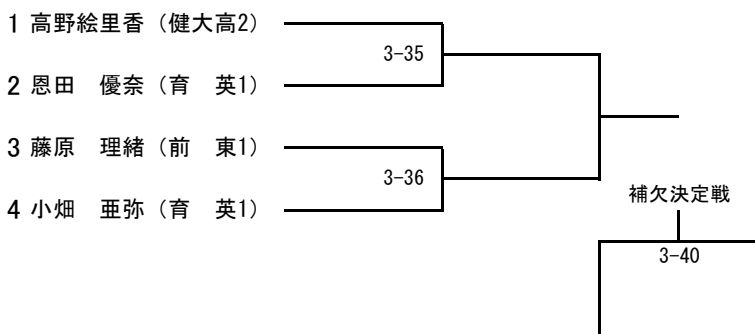 1 高野絵里香（健大高2）
3-35
2 恩田　優奈（育　英1）
3 藤原　理緒（前　東1）
3-36
4 小畑　亜弥（育　英1）
補欠決定戦
3-40